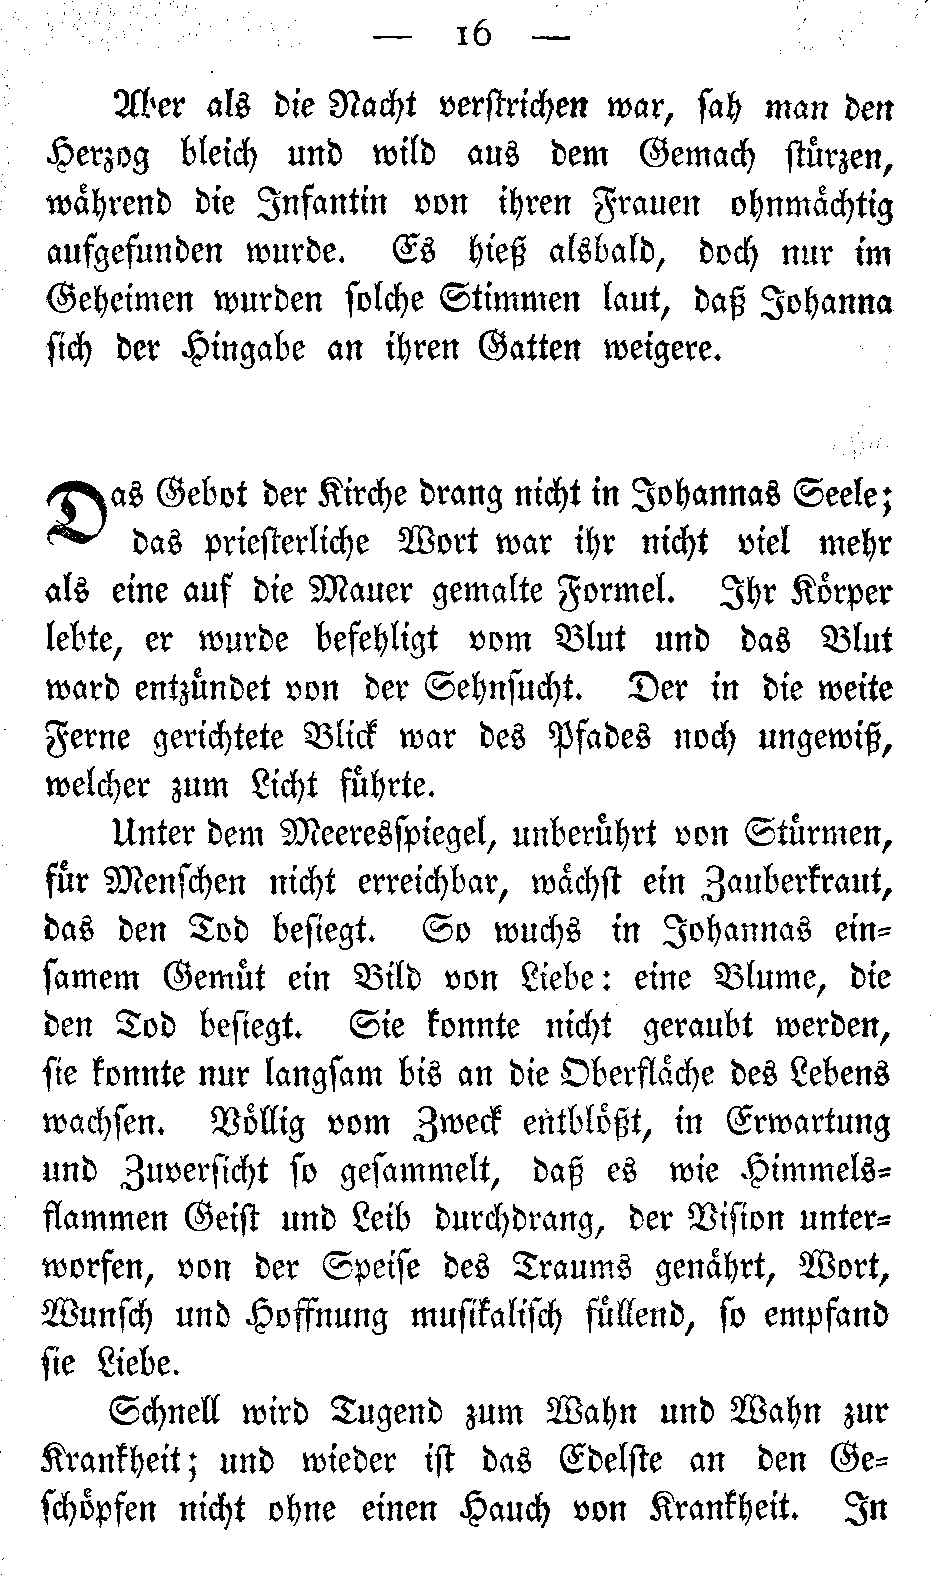 — 16 —
Aber als die Nacht verstrichen war, sah man den
Herzog bleich und wild aus dem Gemach stürzen,
während die Infantin von ihren Frauen ohnmächtig
aufgefunden wurde. Es hieß alsbald, doch nur im
Geheimen wurden solche Stimmen laut, daß Johanna
sich der Hingabe an ihren Gatten weigere.
Das Gebot der Kirche drang nicht in Johannas Seele;
das priesterliche Wort war ihr nicht viel mehr
als eine auf die Mauer gemalte Formel. Ihr Körper
lebte, er wurde befehligt vom Blut und das Blut
ward entzündet von der Sehnsucht. Der in die weite
Ferne gerichtete Blick war des Pfades noch ungewiß,
welcher zum Licht führte.
Unter dem Meeresspiegel, unberührt von Stürmen,
für Menschen nicht erreichbar, wächst ein Zauberkraut,
das den Tod besiegt. So wuchs in Johannas ein-
samem Gemüt ein Bild von Liebe: eine Blume, die
den Tod besiegt. Sie konnte nicht geraubt werden,
sie konnte nur langsam bis an die Oberfläche des Lebens
wachsen. Völlig vom Zweck entblößt, in Erwartung
und Zuversicht so gesammelt, daß es wie Himmels-
flammen Geist und Leib durchdrang, der Vision unter-
worfen, von der Speise des Traums genährt, Wort,
Wunsch und Hoffnung musikalisch füllend, so empfand
sie Liebe.
Schnell wird Tugend zum Wahn und Wahn zur
Krankheit; und wieder ist das Edelste an den Ge-
schöpfen nicht ohne einen Hauch von Krankheit. In